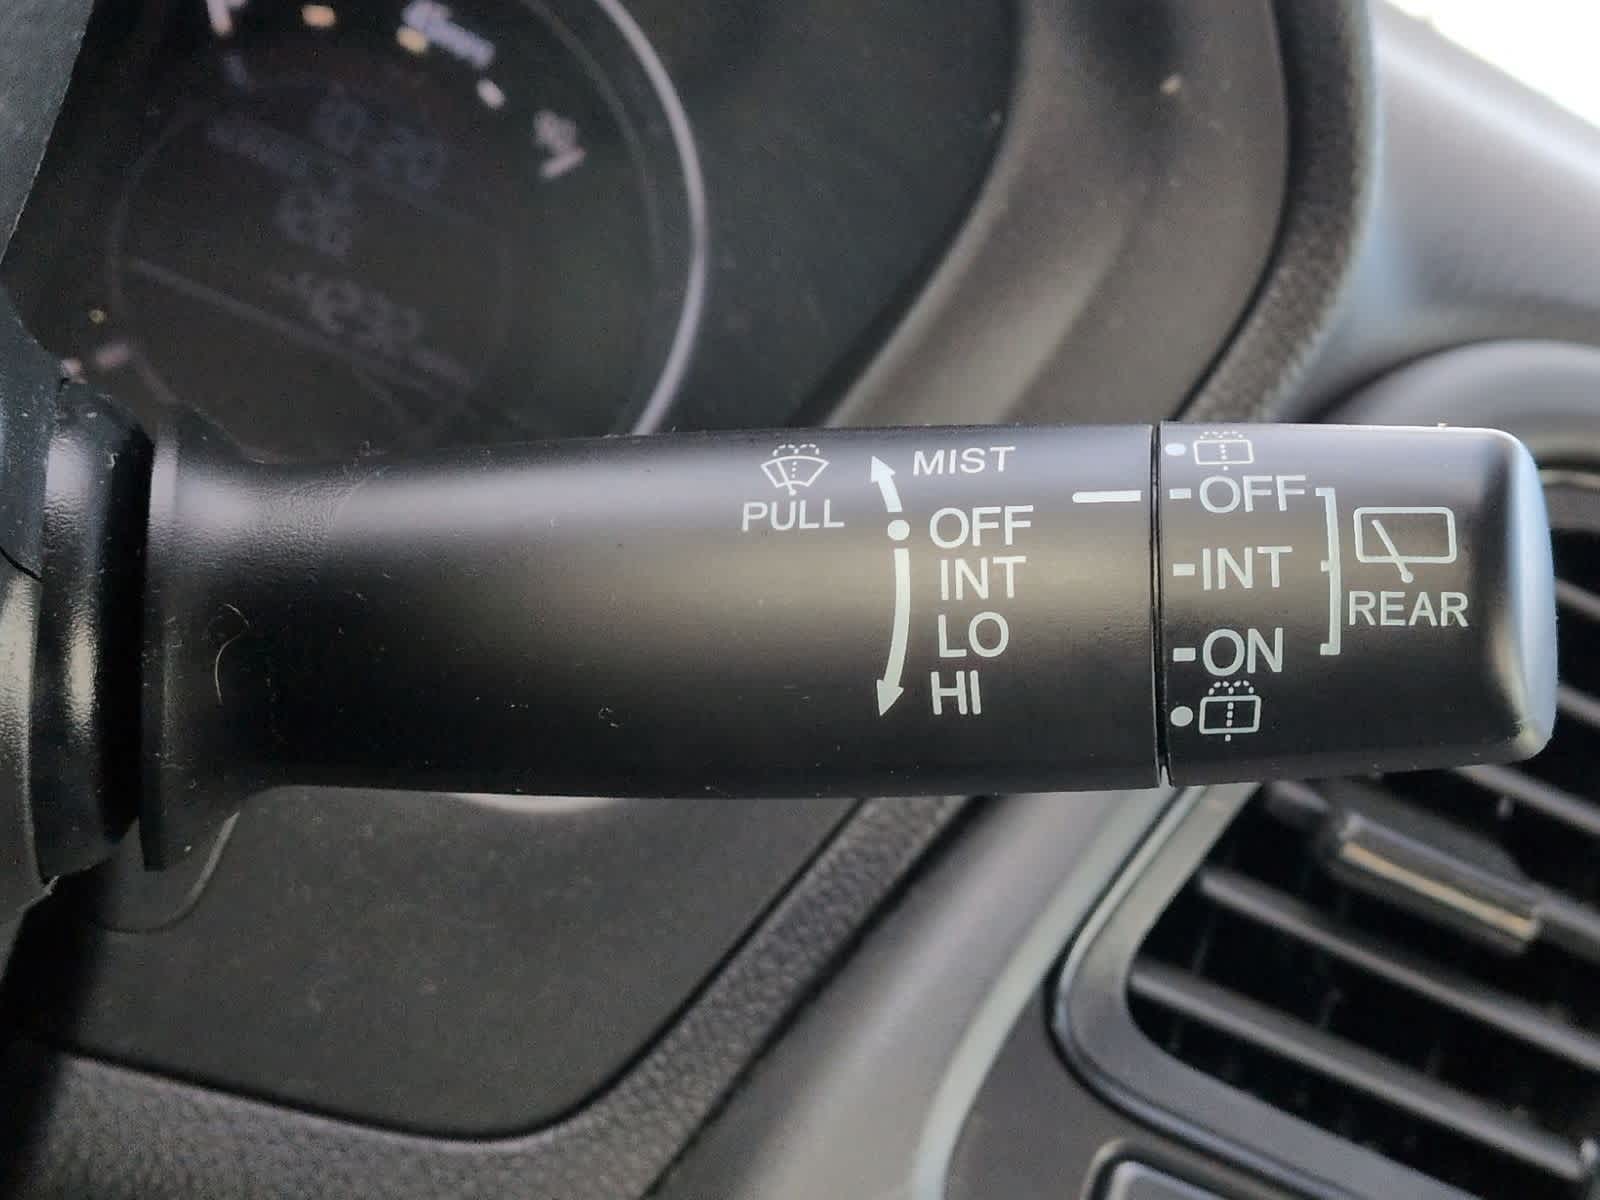 PULL
MIST
OFF
INT
LO
HI
OFF
INT
ON
REAR